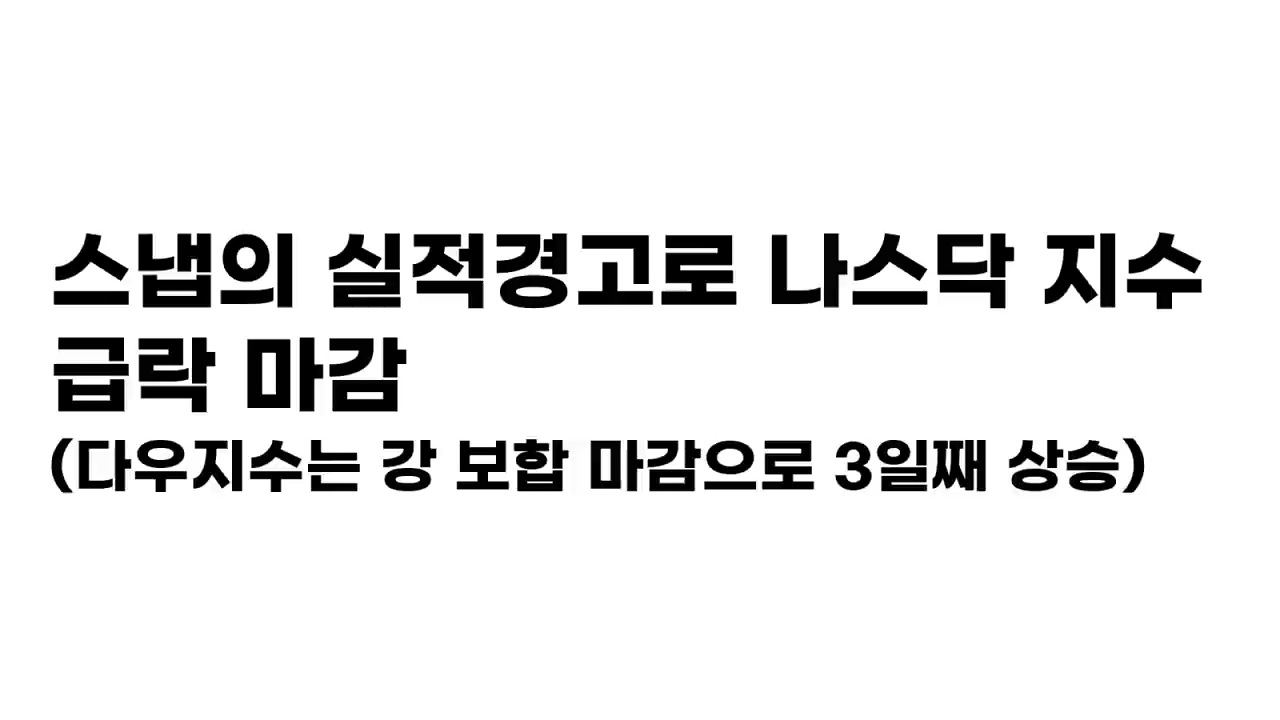 스냅의 실적경고로 나스닥 지수
급락 마감
(다우지수는 강 보합 마감으로 3일째 상승)